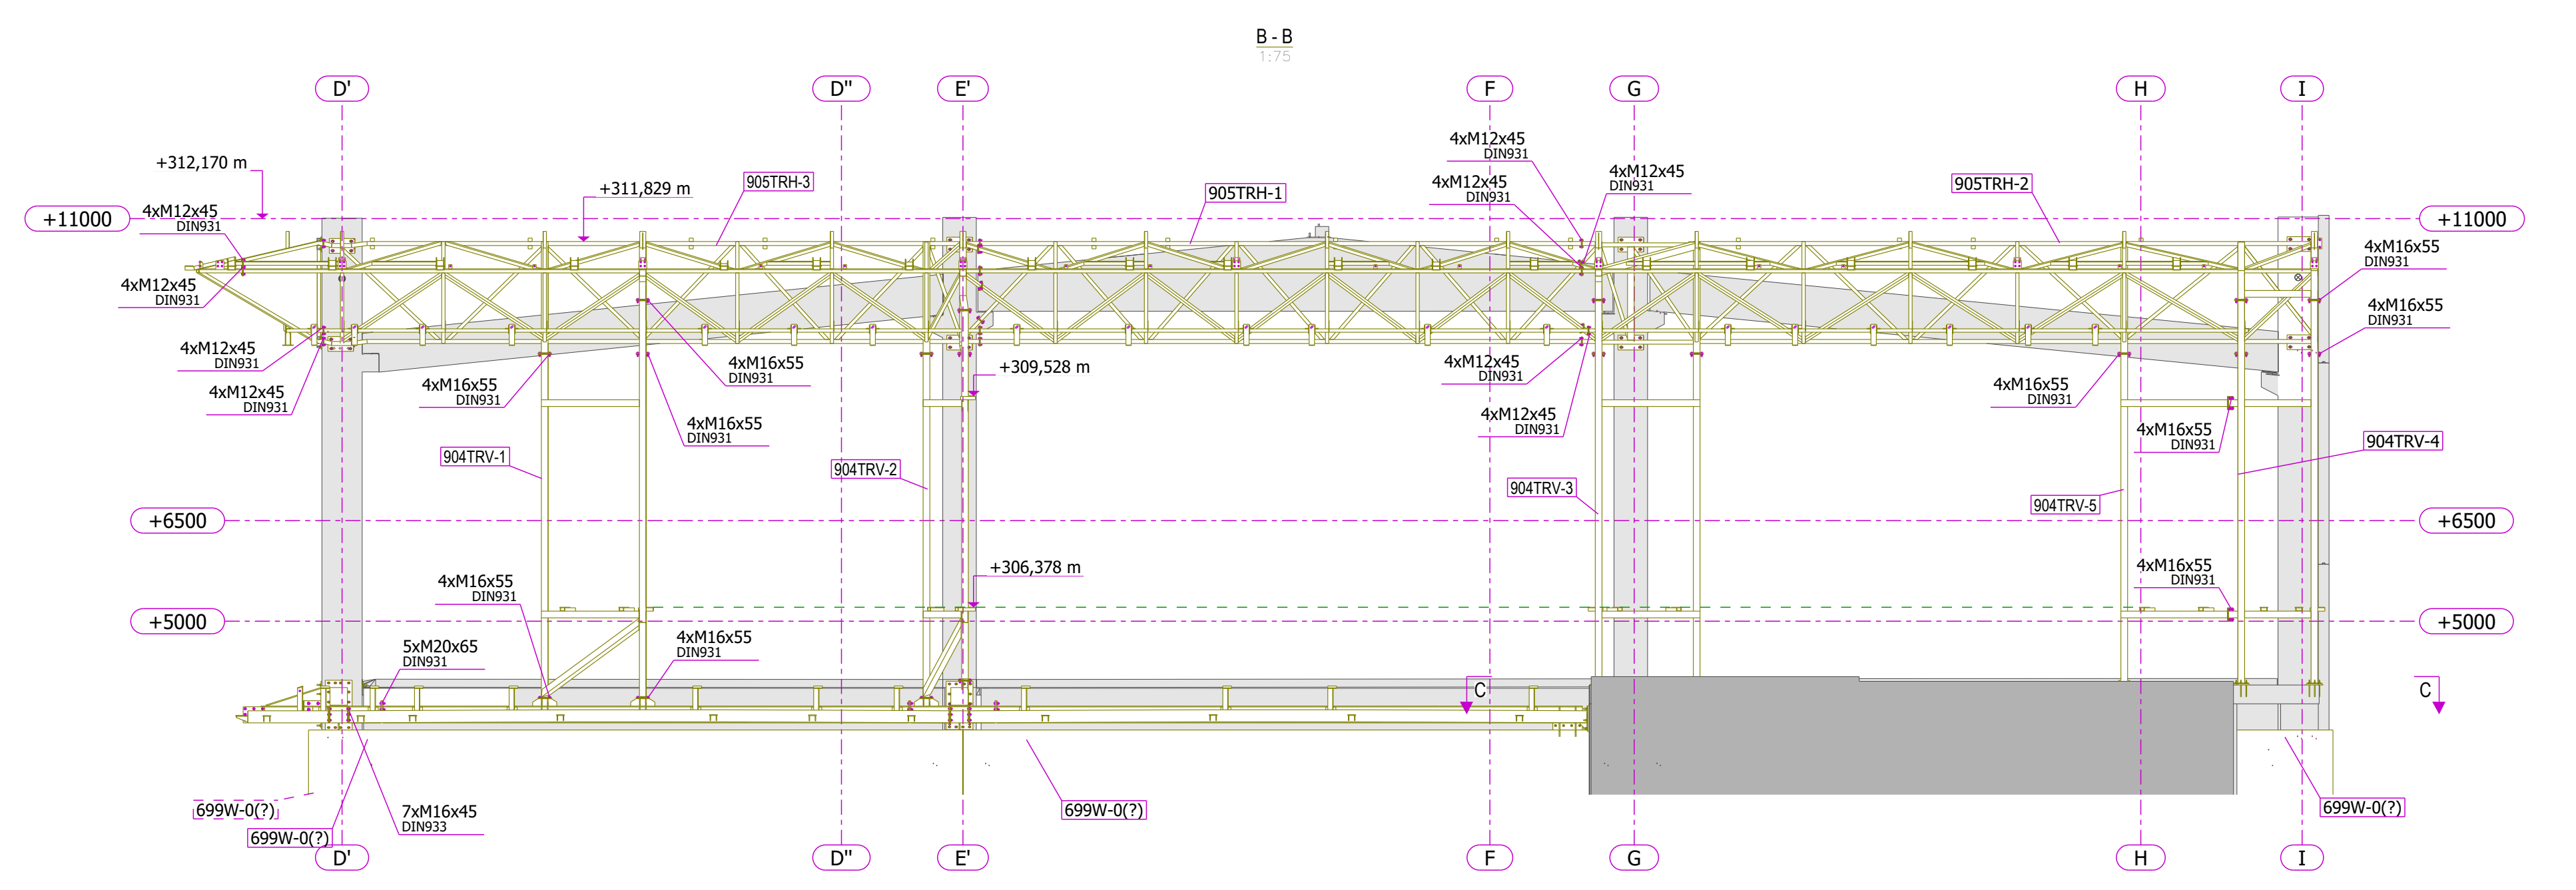 B - B
1:75
D'
D"
E'
F
G
H
I
4xM12x45
DIN931
+312,170 m
4xM12x45
DIN931
4xM12x45
DIN931
905TRH-3
905TRH-1
905TRH-2
+311,829 m
4xM12x45
DIN931
+11000
+11000
4xM16x55
DIN931
4xM12x45
DIN931
4xM16x55
DIN931
4xM12x45
DIN931
4xM16x55
DIN931
+309,528 m
4xM12x45
DIN931
4xM16x55
DIN931
4xM16x55
DIN931
4xM12x45
DIN931
4xM16x55
DIN931
4xM12x45
DIN931
4xM16x55
DIN931
904TRV-1
904TRV-2
904TRV-3
904TRV-5
904TRV-4
+6500
+6500
+306,378 m
4xM16x55
DIN931
4xM16x55
DIN931
+5000
+5000
5xM20x65
DIN931
4xM16x55
DIN931
C
C
699W-0(?)
699W-0(?)
7xM16x45
DIN933
699W-0(?)
699W-0(?)
D'
D"
E'
F
G
H
I